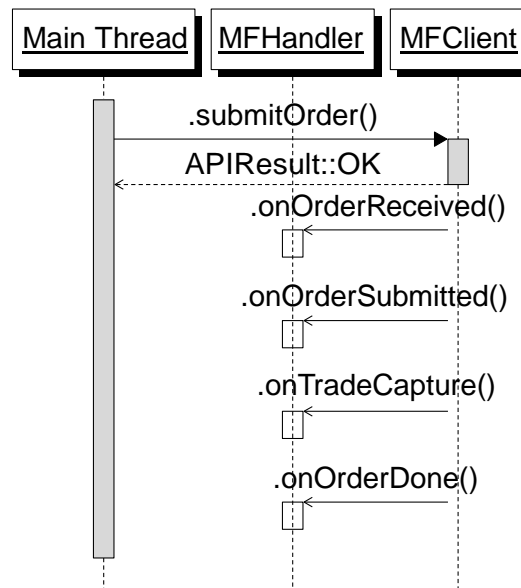 Main Thread
MFHandler
MFClient
.submitOrder()
APIResult::OK
.onOrderReceived()
.onOrderSubmitted()
.onTradeCapture()
.onOrderDone()